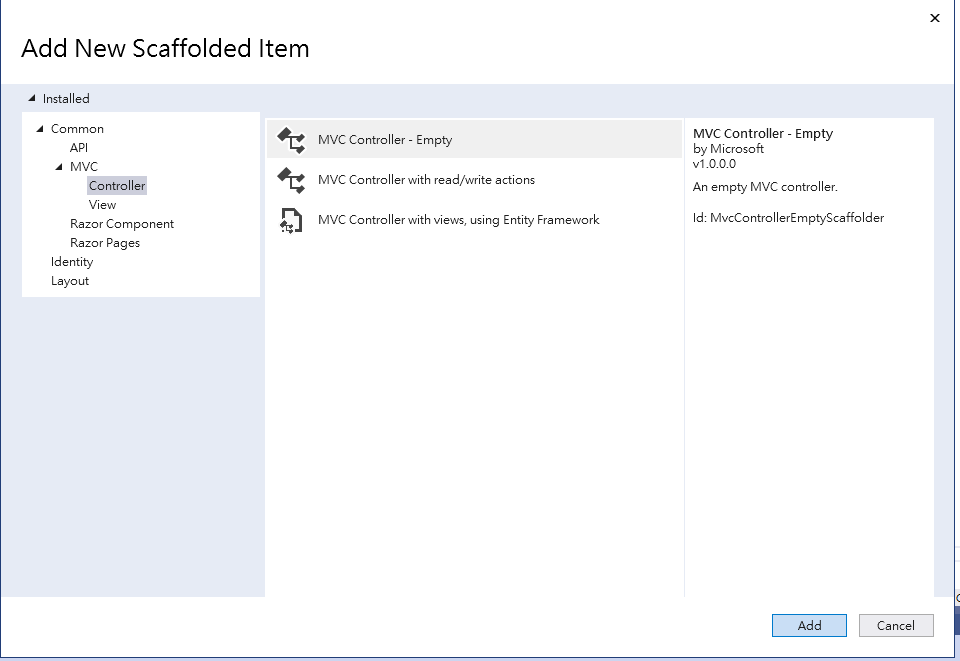 Add New Scaffolded Item
Installed
Common
API
MVC
Controller
View
Razor Component
Razor Pages
Identity
Layout
MVC Controller - Empty
MVC Controller with read/write actions
MVC Controller with views, using Entity Framework
MVC Controller - Empty
by Microsoft
v1.0.0.0
An empty MVC controller.
Id: MvcControllerEmptyScaffolder
Add
Cancel